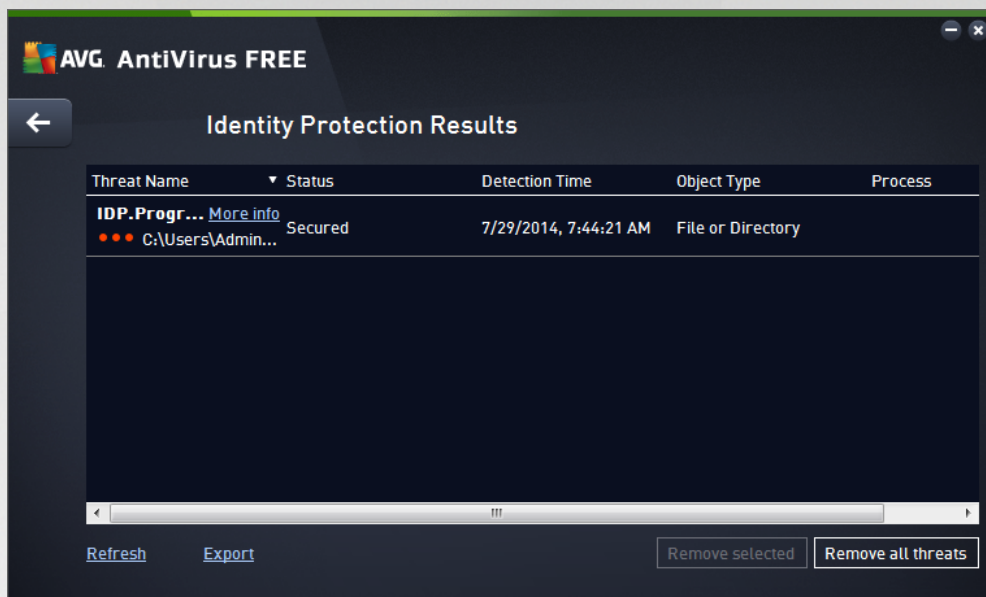 AVG. AntiVirus FREE
Identity Protection Results
Threat Name Status Detection Time Object Type Process
IDP.Progr... More info Secured 7/29/2014, 7:44:21 AM File or Directory
C:\Users\Admin...
Refresh Export Remove selected Remove all threats